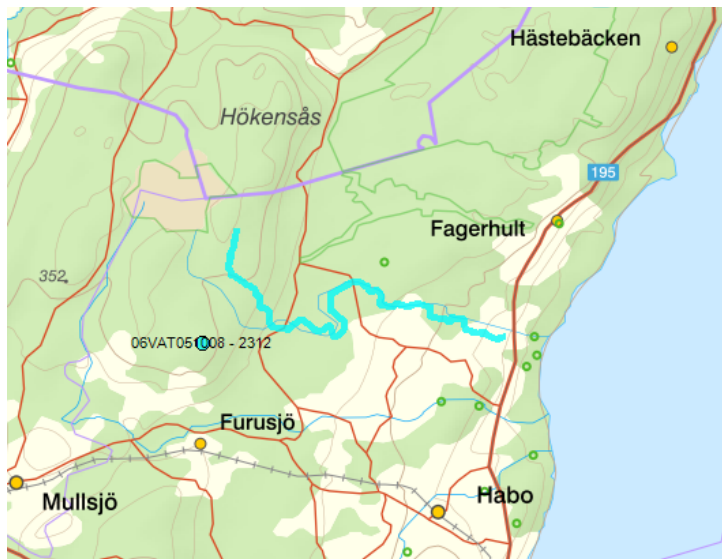 Hästebäcken
Hökensås
195
Fagerhult
352
06VAT051008 - 2312
Furusjö
Mullsjö
Habo